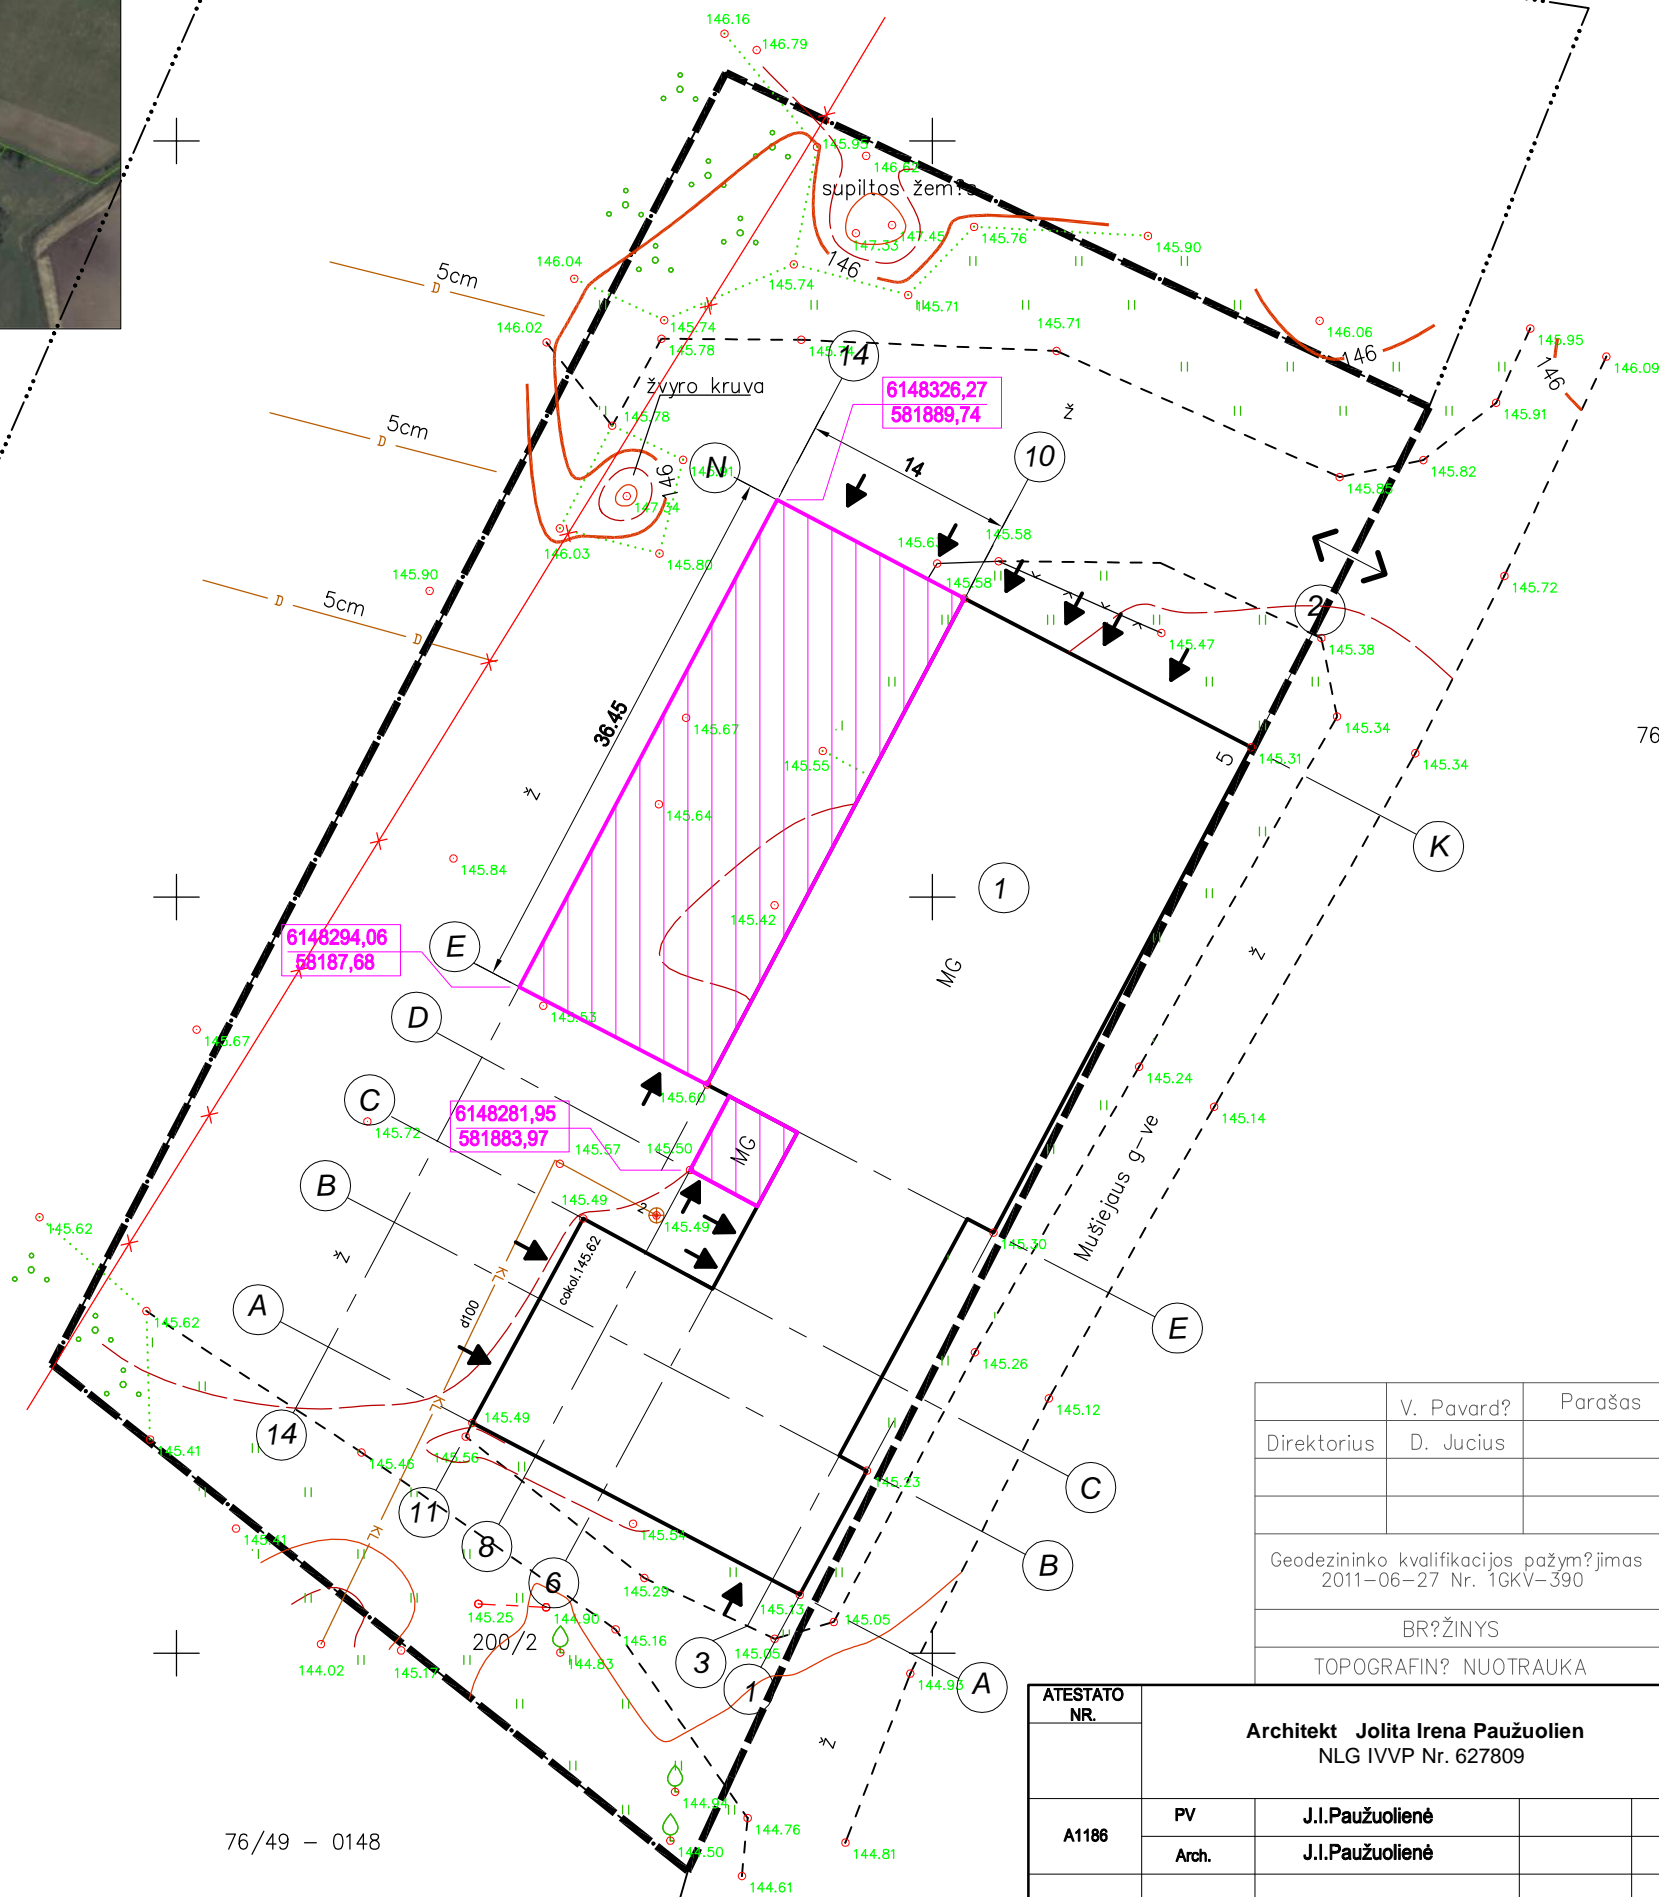 146.16
146.79
145.95
146.62
supiltos žem?s
147.45
147.33
145.76
145.90
146
5cm
D
146.04
145.74
145.71
146.02
145.74
145.78
145.74
14
145.71
146.06
146
145.95
146
146.09
žvyro kruva
6148326,27
581889,74
ž
145.91
5cm
D
145.78
N
14
10
145.91
146
145.82
145.86
147.34
146.03
145.80
145.63
145.58
145.58
145.90
145.72
5cm
D
D
2
145.47
145.38
36.45
145.67
145.34
76
145.55
5
145.31
145.34
ž
145.64
K
145.84
1
145.42
6148294,06
58187,68
E
MG
ž
145.53
D
145.67
145.24
C
145.60
145.14
6148281,95
581883,97
145.72
145.57
145.50
MG
B
Mušiejaus g-ve
145.49
2
145.49
145.62
145.30
ž
cokol.145.62
KL
A
d100
E
145.62
145.26
145.12
V. Pavard?
Parašas
KL
145.49
14
145.41
145.56
Direktorius
D. Jucius
145.48
145.23
C
11
145.41
KL
145.54
8
B
6
Geodezininko kvalifikacijos pažym?jimas
2011-06-27 Nr. 1GKV-390
145.29
145.13
145.25
144.90
145.05
BR?ŽINYS
200/2
145.16
145.05
144.02
145.17
144.83
3
TOPOGRAFIN? NUOTRAUKA
144.93
1
A
ATESTATO
NR.
Architekt Jolita Irena Paužuolien
NLG IVVP Nr. 627809
ž
144.94
144.76
A1186
PV
J.I.Paužuolienė
76/49 - 0148
144.50
144.81
Arch.
J.I.Paužuolienė
144.61